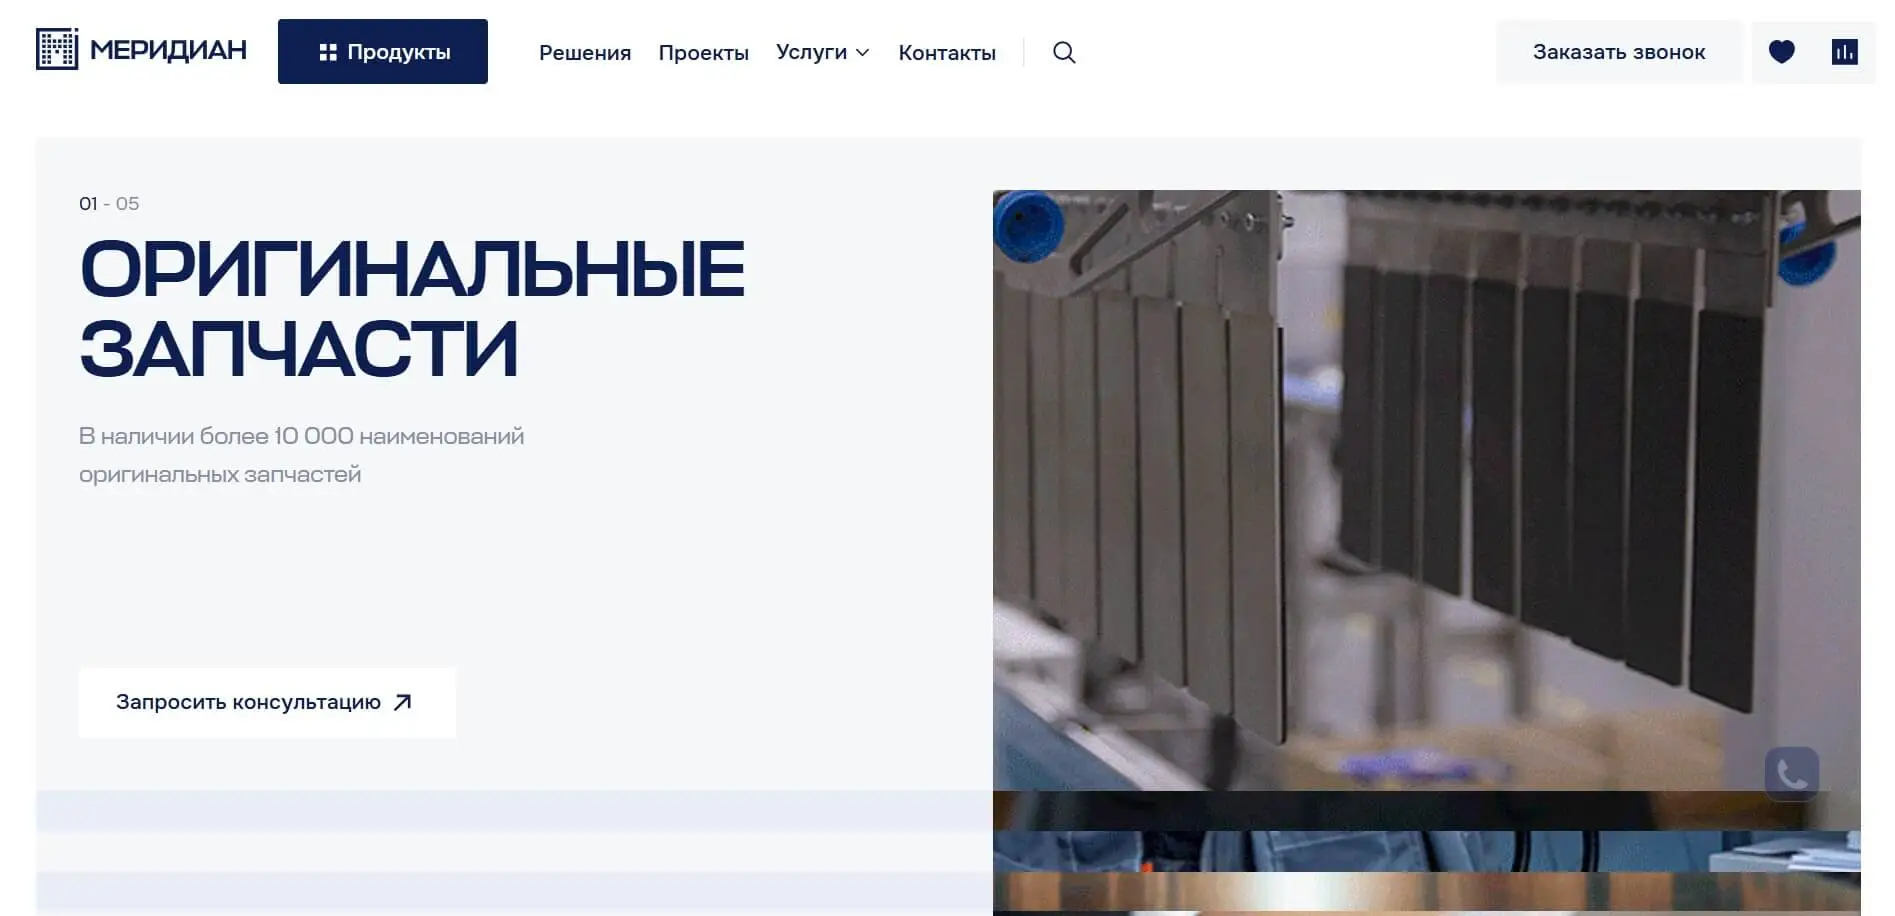 МЕРИДИАН
Продукты
Решения
Проекты
Услуги
Контакты
Заказать звонок
01 - 05
ОРИГИНАЛЬНЫЕ
ЗАПЧАСТИ
В наличии более 10 000 наименований
оригинальных запчастей
Запросить консультацию